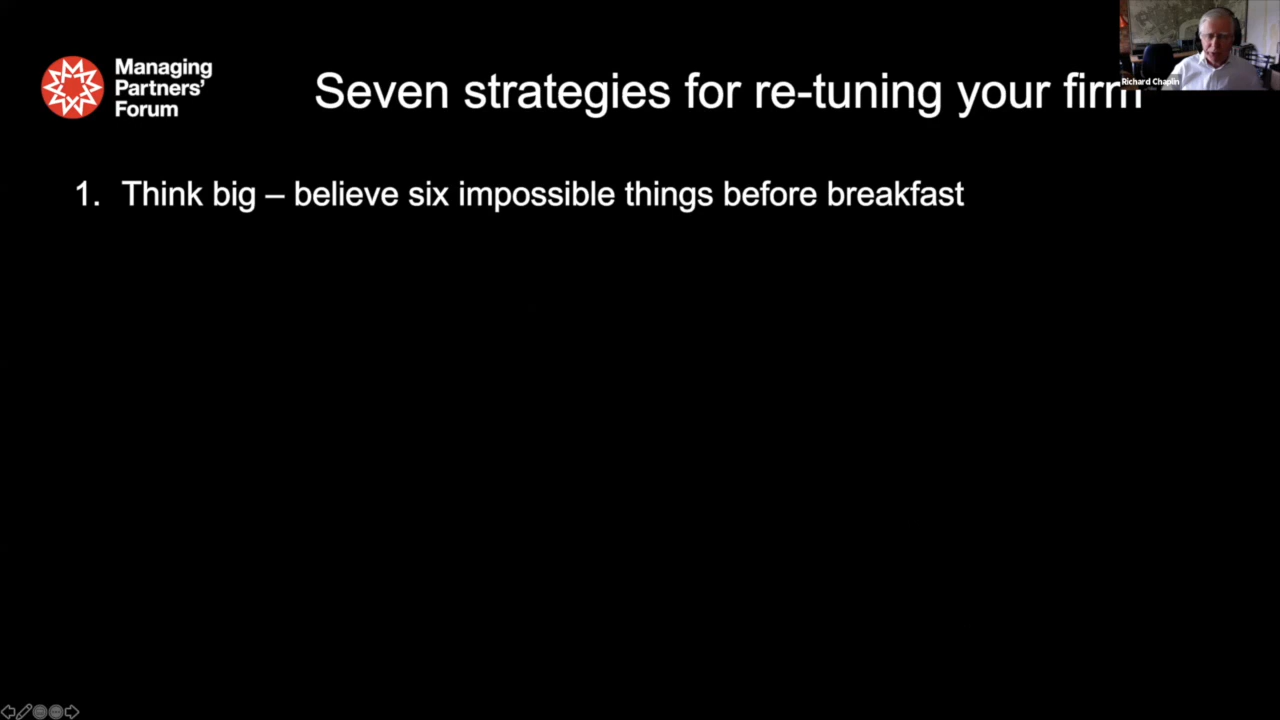 Managing
Partners'
Forum
Seven strategies for re-tuning your firm
Richard Chaplin
1. Think big – believe six impossible things before breakfast